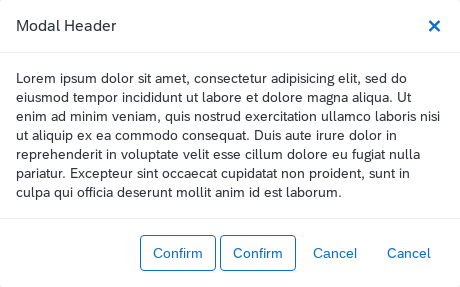 Modal Header
Lorem ipsum dolor sit amet, consectetur adipisicing elit, sed do
eiusmod tempor incididunt ut labore et dolore magna aliqua. Ut
enim ad minim veniam, quis nostrud exercitation ullamco laboris nisi
ut aliquip ex ea commodo consequat. Duis aute irure dolor in
reprehenderit in voluptate velit esse cillum dolore eu fugiat nulla
pariatur. Excepteur sint occaecat cupidatat non proident, sunt in
culpa qui officia deserunt mollit anim id est laborum.
Confirm Confirm Cancel Cancel